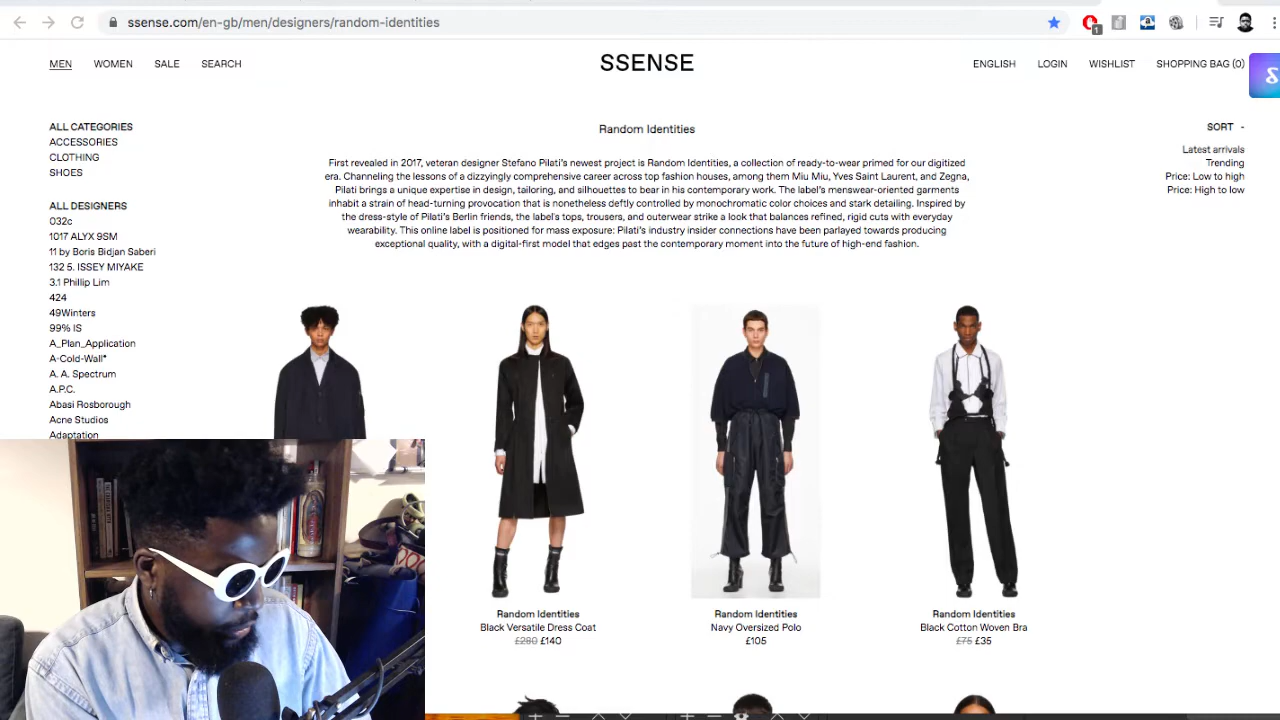 ssense.com/en-gb/men/designers/random-identities
1
MEN
WOMEN
SALE
SEARCH
SSENSE
ENGLISH
LOGIN
WISHLIST
SHOPPING BAG (0)
ALL CATEGORIES
ACCESSORIES
CLOTHING
SHOES
ALL DESIGNERS
032c
1017 ALYX 9SM
11 by Boris Bidjan Saberi
132 5. ISSEY MIYAKE
3.1 Phillip Lim
424
49Winters
99% IS
A_Plan_Application
A-Cold-Wall*
A. A. Spectrum
A.P.C.
Abasi Rosborough
Acne Studios
Adaptation
Random Identities
First revealed in 2017, veteran designer Stefano Pilati's newest project is Random Identities, a collection of ready-to-wear primed for our digitized
era. Channeling the lessons of a dizzyingly comprehensive career across top fashion houses, among them Miu Miu, Yves Saint Laurent, and Zegna,
Pilati brings a unique expertise in design, tailoring, and silhouettes to bear in his contemporary work. The label's menswear-oriented garments
inhabit a strain of head-turning provocation that is nonetheless deftly controlled by monochromatic color choices and stark detailing. Inspired by
the dress-style of Pilati's Berlin friends, the label's tops, trousers, and outerwear strike a look that balances refined, rigid cuts with everyday
wearability. This online label is positioned for mass exposure: Pilati's industry insider connections have been parlayed towards producing
exceptional quality, with a digital-first model that edges past the contemporary moment into the future of high-end fashion.
SORT -
Latest arrivals
Trending
Price: Low to high
Price: High to low
Random Identities
Black Versatile Dress Coat
£280 £140
Random Identities
Navy Oversized Polo
£105
Random Identities
Black Cotton Woven Bra
£75 £35